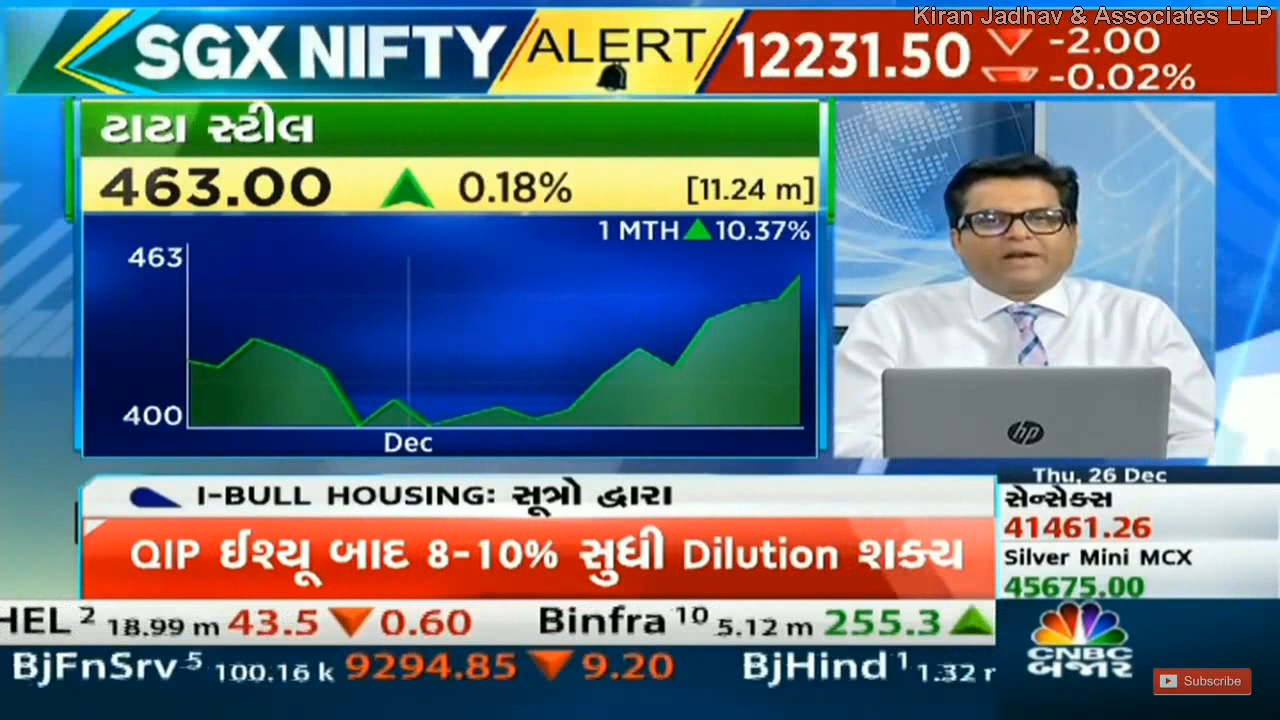 Kiran Jadhav & Associates LLP
SGX NIFTY ALERT 12231.50 -2.00
-0.02%
ટાટા સ્ટીલ
463.00 0.18% [11.24 m]
1 MTH 10.37%
463
400
Dec
hp
I-BULL HOUSING: સૂત્રો દ્વારા
QIP ઈશ્યૂ બાદ 8-10% સુધી Dilution શક્ય
Thu, 26 Dec
સેન્સેક્સ
41461.26
Silver Mini MCX
45675.00
HEL 2 18.99 m 43.5 0.60 Binfra 10 5.12 m 255.3
BjFnSrv 5 100.16 k 9294.85 9.20 BjHind 1 1.32
CNBC
બજાર
Subscribe